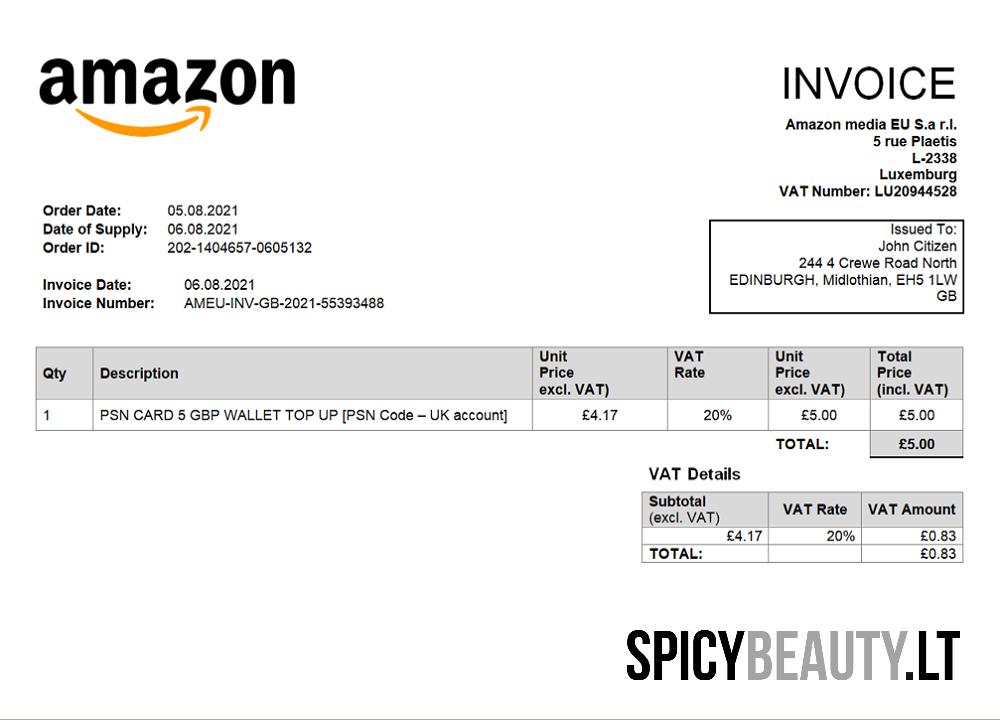 amazon
INVOICE
Amazon media EU S.a r.l.
5 rue Plaetis
L-2338
Luxemburg
VAT Number: LU20944528
Order Date: 05.08.2021
Date of Supply: 06.08.2021
Order ID: 202-1404657-0605132
Invoice Date: 06.08.2021
Invoice Number: AMEU-INV-GB-2021-55393488
Issued To:
John Citizen
244 4 Crewe Road North
EDINBURGH, Midlothian, EH5 1LW
GB
Qty Description Unit Price excl. VAT) VAT Rate Unit Price excl. VAT) Total Price (incl. VAT)
1 PSN CARD 5 GBP WALLET TOP UP [PSN Code – UK account] £4.17 20% £5.00 £5.00
TOTAL: £5.00
VAT Details
Subtotal (excl. VAT) VAT Rate VAT Amount
£4.17 20% £0.83
TOTAL: £0.83
SPICYBEAUTY.LT